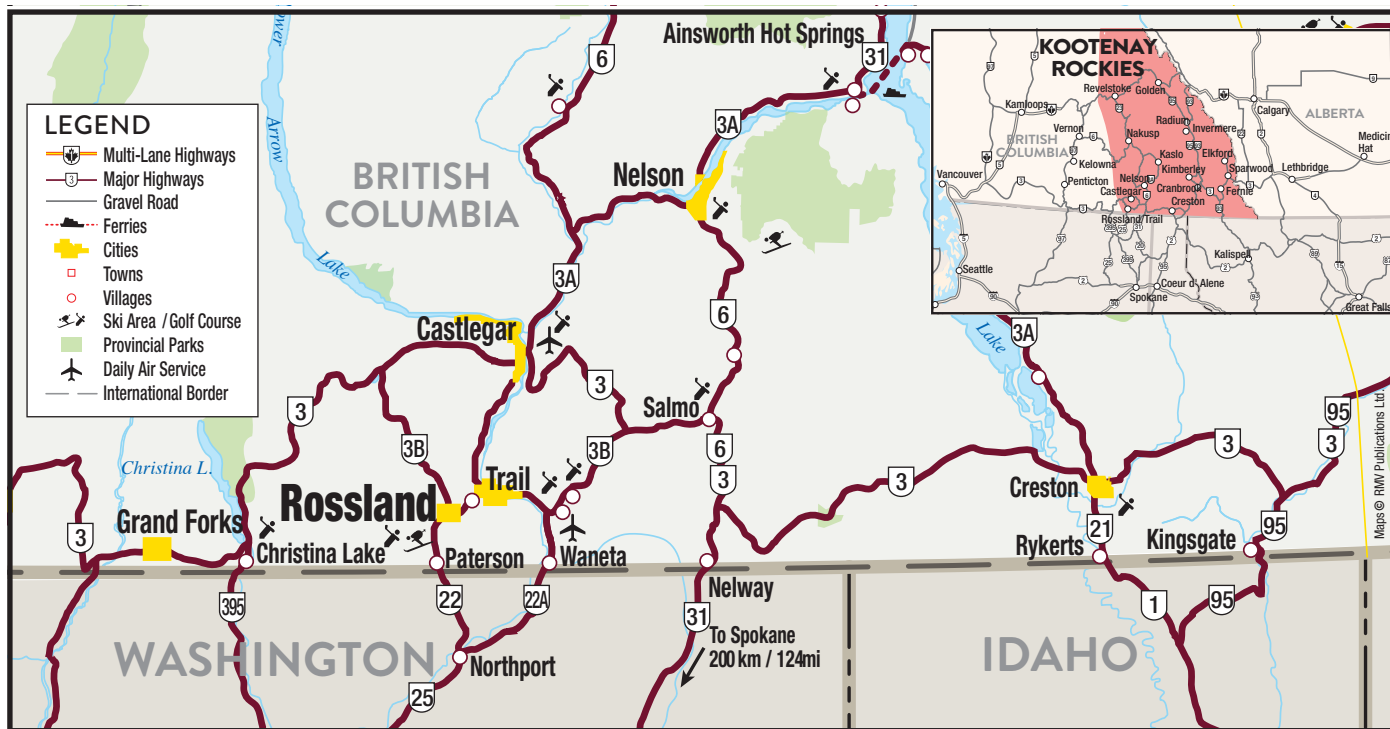 Ainsworth Hot Springs
6
31
3A
LEGEND
Multi-Lane Highways
3
Major Highways
Gravel Road
Ferries
Cities
Towns
Villages
Ski Area / Golf Course
Provincial Parks
Daily Air Service
International Border
Arrow
Lake
BRITISH
COLUMBIA
Nelson
3A
Castlegar
6
3
3
3B
Salmo
3B
6
3
Christina L.
Trail
Rossland
Grand Forks
3
Christina Lake
Paterson
Waneta
Nelway
395
22
22A
31
To Spokane
200 km / 124mi
WASHINGTON
Northport
25
Lake
3A
3
Creston
3
95
3
21
95
Rykerts
Kingsgate
1
95
IDAHO
Maps © RMV Publications Ltd.
KOOTENAY
ROCKIES
Revelstoke
Golden
Kamloops
Calgary
ALBERTA
Radium
Invermere
Vernon
BRITISH
COLUMBIA
Nakusp
Medicine
Hat
Kelowna
Kaslo
Elkford
Kimberley
Sparwood
Lethbridge
Vancouver
Penticton
Nelson
Castlegar
Cranbrook
Fernie
Creston
Rossland/Trail
Kalispell
Seattle
Coeur d' Alene
Spokane
Great Falls